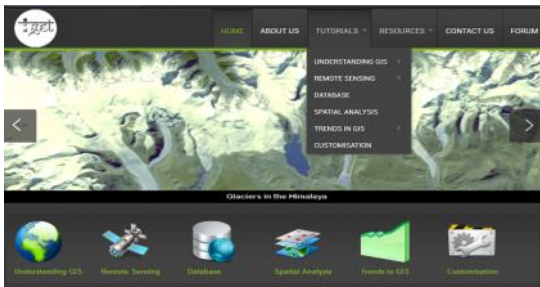 iget
HOME ABOUT US TUTORIALS RESOURCES CONTACT US FORUM
UNDERSTANDING GIS
REMOTE SENSING
DATABASE
SPATIAL ANALYSIS
TRENDS IN GIS
CUSTOMISATION
Glaciers in the Himalaya
Understanding GIS Remote Sensing Database Spatial Analysis Trends in GIS Customisation